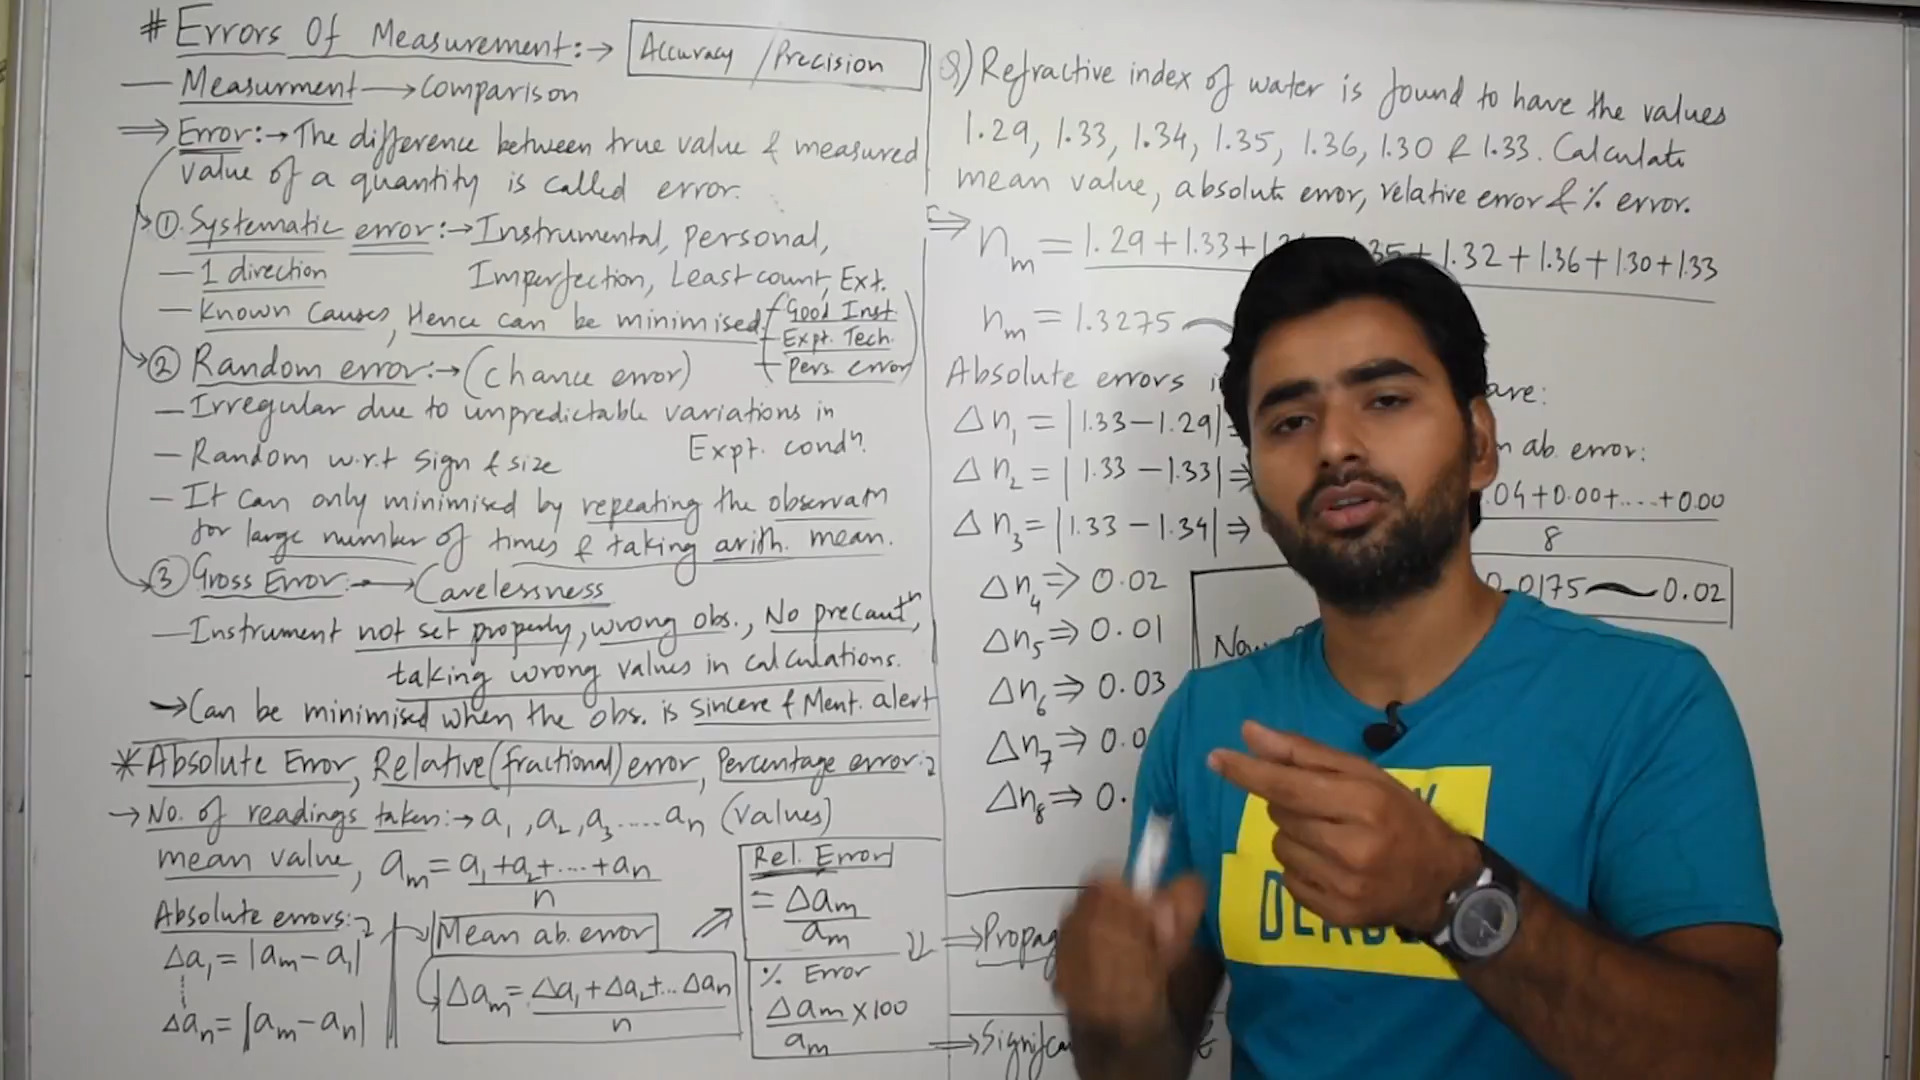 # Errors Of Measurement:→
Accuracy / Precision
— Measurment → Comparison
⇒ Error:→ The difference between true value & measured
value of a quantity is called error.
① Systematic error:→ Instrumental, personal,
— 1 direction
Imperfection, Least count, Ext.
— Known Causes, Hence can be minimised
Good Inst.
Expt. Tech.
Pers. error
② Random error:→ (Chance error)
— Irregular due to unpredictable variations in
Expt. condⁿ.
— Random w.r.t sign & size
— It can only minimised by repeating the observatn
for large number of times & taking arith. mean.
③ Gross Error:→ Carelessness
— Instrument not set properly, wrong obs., No precautⁿ,
taking wrong values in calculations.
→ Can be minimised when the obs. is sincere & Ment. alert
* Absolute Error, Relative (fractional) error, Percentage error:
→ No. of readings taken:→ a₁, a₂, a₃.....aₙ (values)
mean value, aₘ = a₁+a₂+....+aₙ
n
Absolute errors:
Δa₁ = |aₘ − a₁|
Δaₙ = |aₘ − aₙ|
Mean ab. error
Δaₘ = Δa₁+Δa₂+...Δaₙ
n
Rel. Error
= Δaₘ
aₘ
% Error
Δaₘ ×100
aₘ
Q) Refractive index of water is found to have the values
1.29, 1.33, 1.34, 1.35, 1.36, 1.30 & 1.33. Calculate
mean value, absolute error, relative error & % error.
⇒ nₘ = 1.29+1.33+ 35+1.32+1.36+1.30+1.33
nₘ = 1.3275
Absolute errors are:
Δn₁ = |1.33−1.29| ⇒
Δn₂ = |1.33−1.33| ⇒
Δn₃ = |1.33−1.34| ⇒
Δn₄ ⇒ 0.02
Δn₅ ⇒ 0.01
Δn₆ ⇒ 0.03
Δn₇ ⇒ 0.0
Δn₈ ⇒ 0.
ab. error:
.04+0.00+....+0.00
8
0.0175 0.02
⇒
⇒